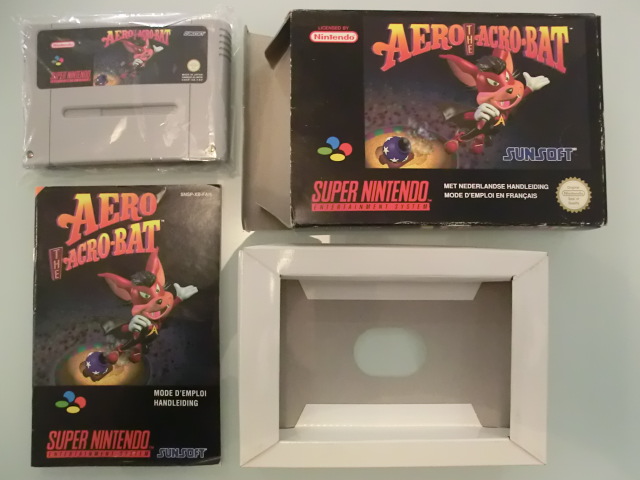 Nintendo
SUNSOFT
AERO THE ACRO-BAT
SUPER NINTENDO
LICENSED BY
Nintendo
AERO THE ACRO-BAT
SUNSOFT
SUPER NINTENDO
ENTERTAINMENT SYSTEM
MET NEDERLANDSE HANDLEIDING
MODE D'EMPLOI EN FRANÇAIS
AERO
THE ACRO-BAT
MODE D'EMPLOI
HANDLEIDING
SUPER NINTENDO
ENTERTAINMENT SYSTEM
SUNSOFT